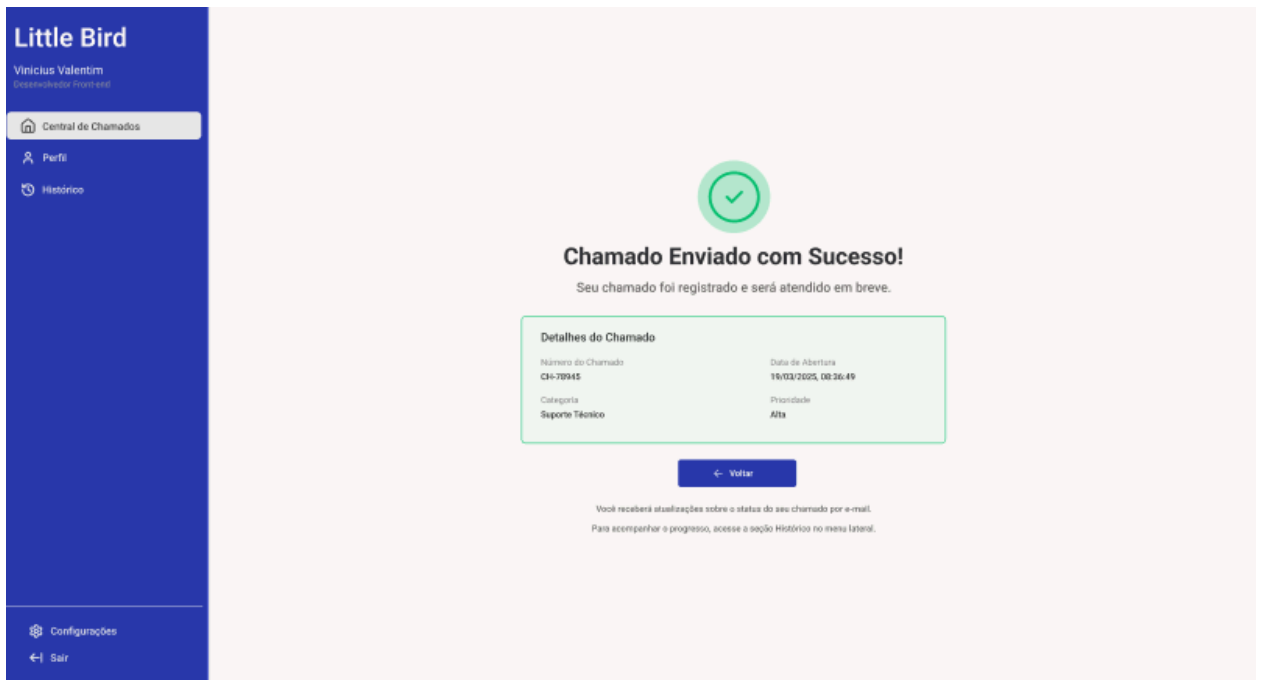 Little Bird
Vinicius Valentim
Desenvolvedor Front-end
Central de Chamados
Perfil
Histórico
Configurações
Sair
Chamado Enviado com Sucesso!
Seu chamado foi registrado e será atendido em breve.
Detalhes do Chamado
Número do Chamado
CH-78945
Data de Abertura
19/03/2025, 08:36:49
Categoria
Suporte Técnico
Prioridade
Alta
← Voltar
Você receberá atualizações sobre o status do seu chamado por e-mail.
Para acompanhar o progresso, acesse a seção Histórico no menu lateral.